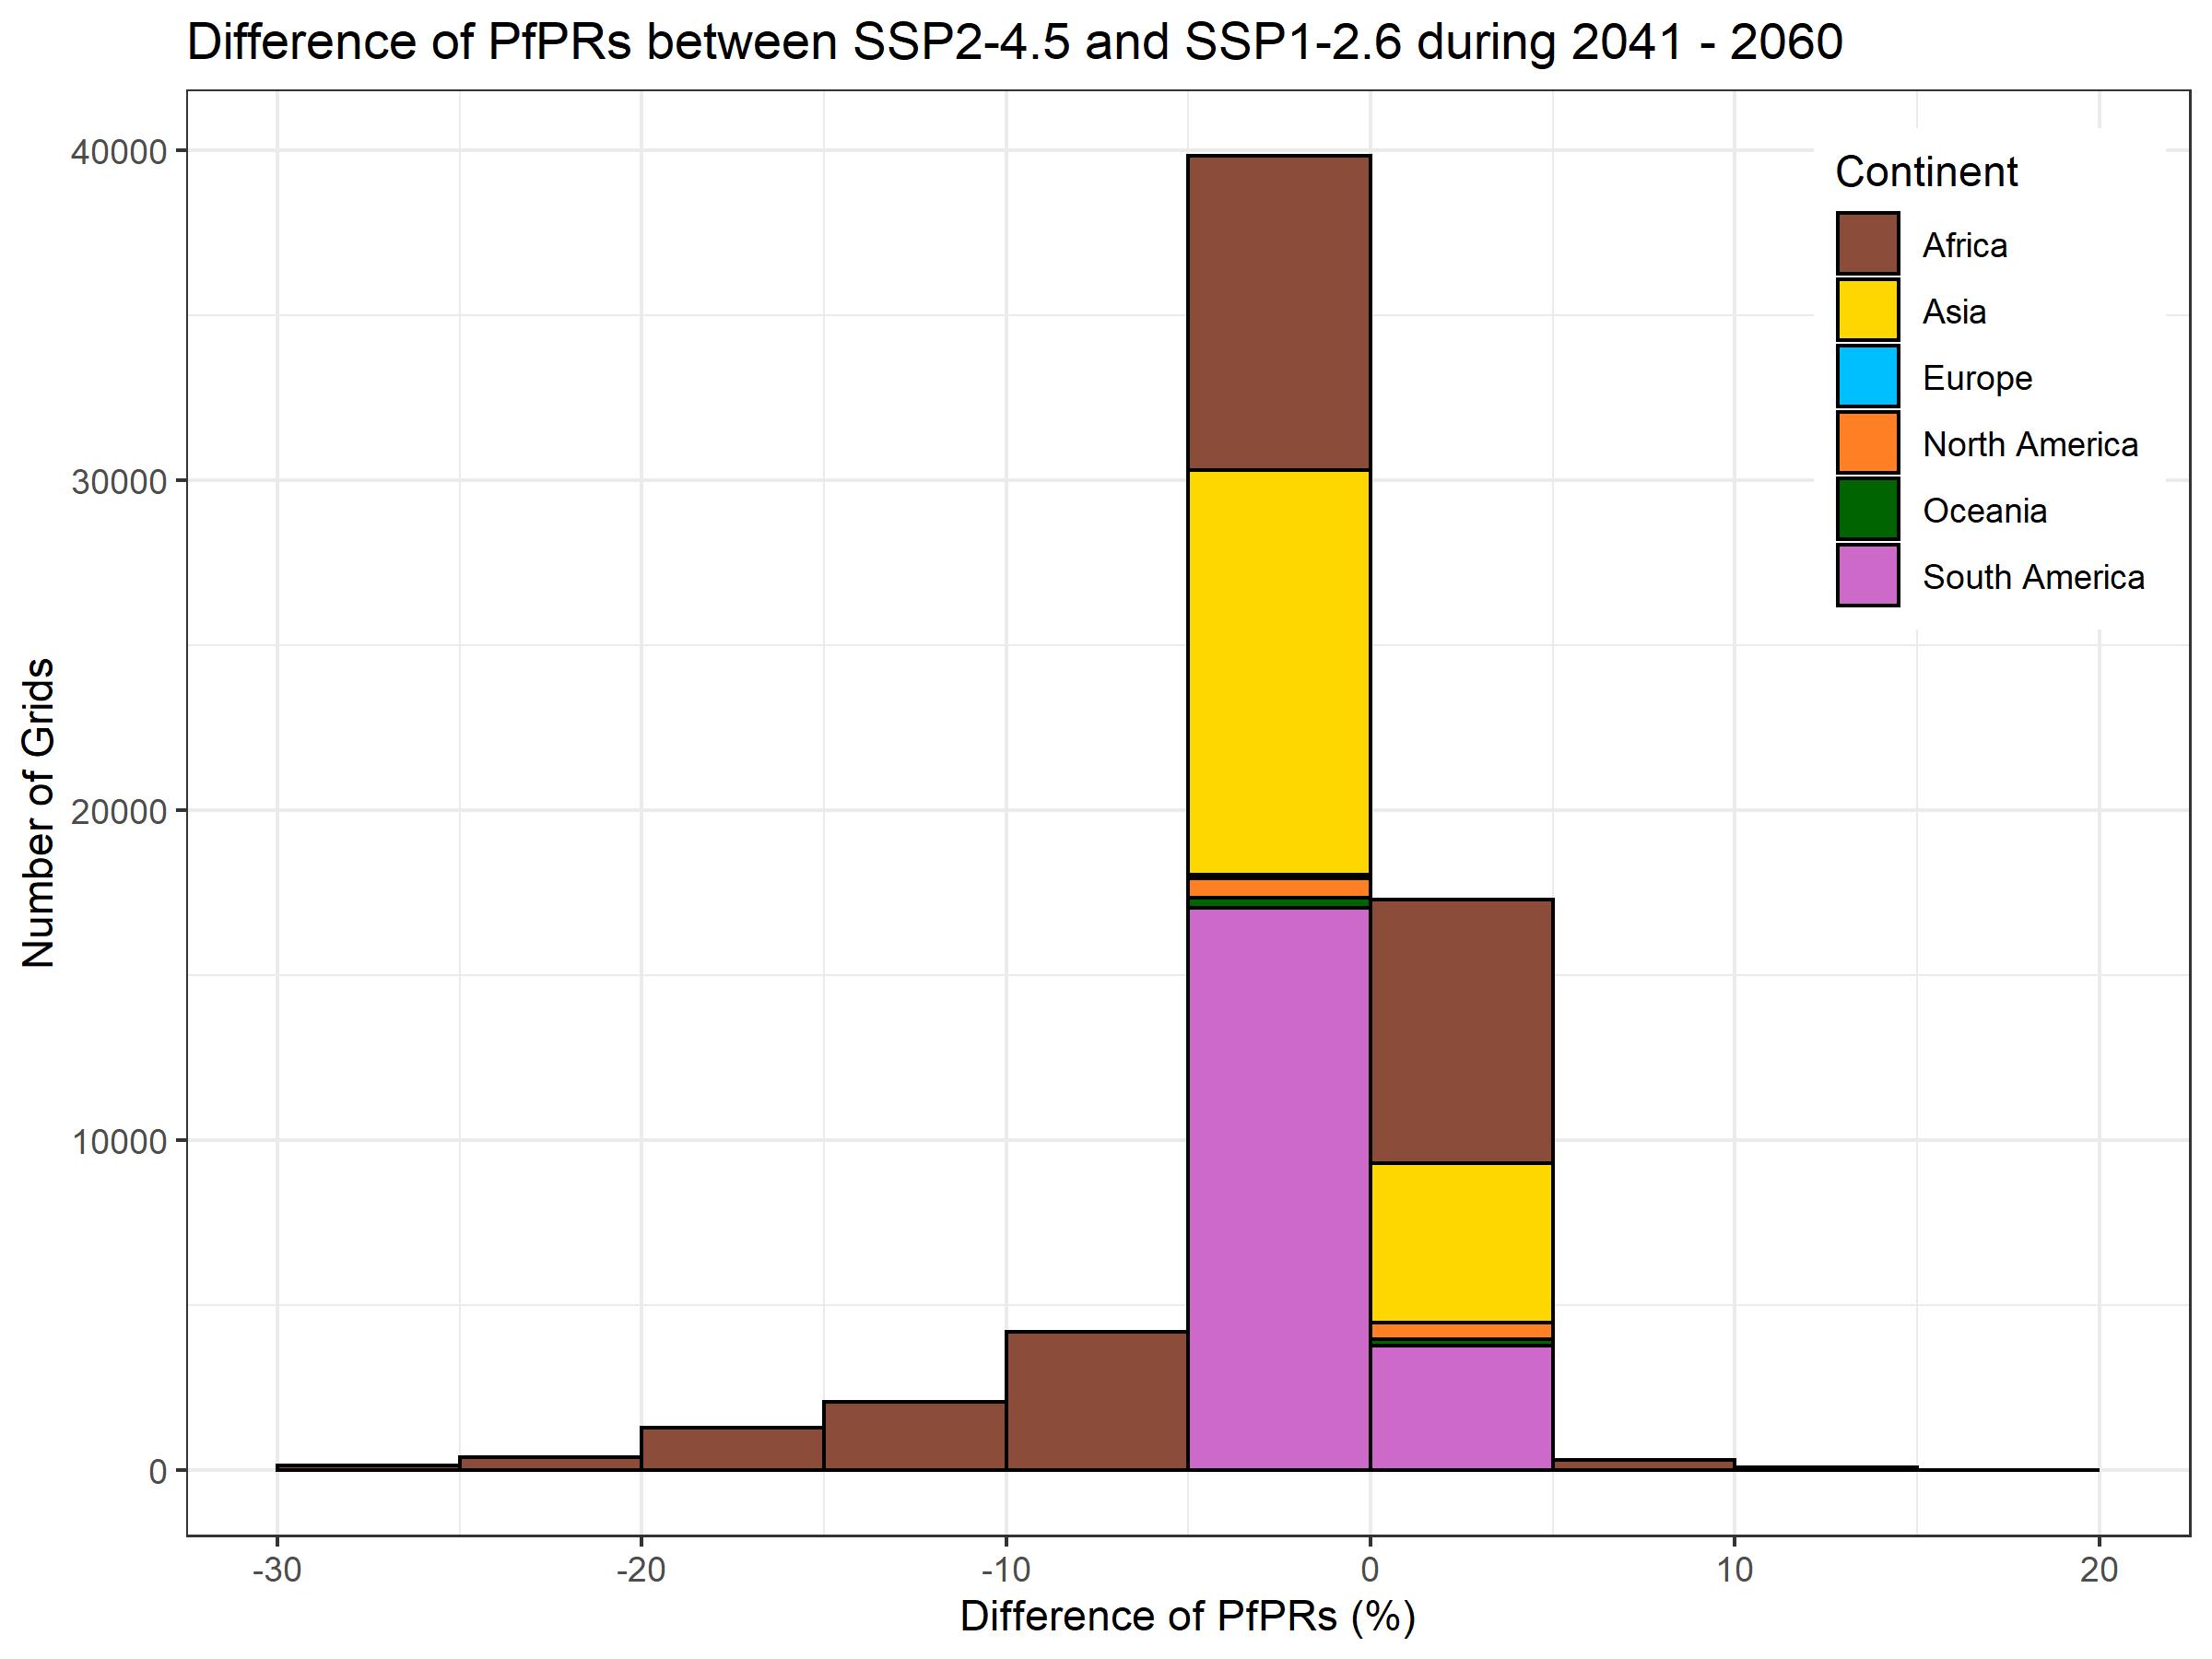 Difference of PfPRs between SSP2-4.5 and SSP1-2.6 during 2041 - 2060
Number of Grids
40000
30000
20000
10000
0
Continent
Africa
Asia
Europe
North America
Oceania
South America
-30
-20
-10
0
10
20
Difference of PfPRs (%)